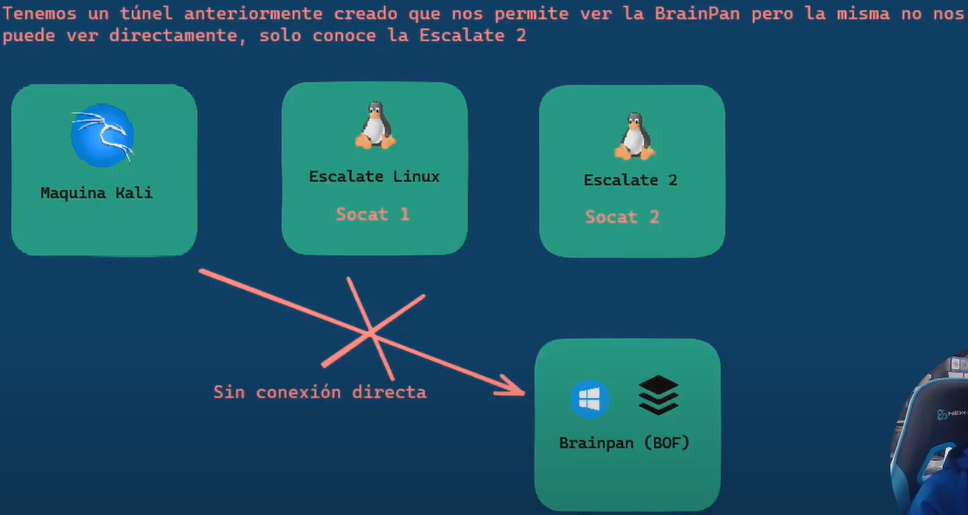 Tenemos un túnel anteriormente creado que nos permite ver la BrainPan pero la misma no nos
puede ver directamente, solo conoce la Escalate 2
Maquina Kali
Escalate Linux
Socat 1
Escalate 2
Socat 2
Sin conexión directa
Brainpan (BOF)